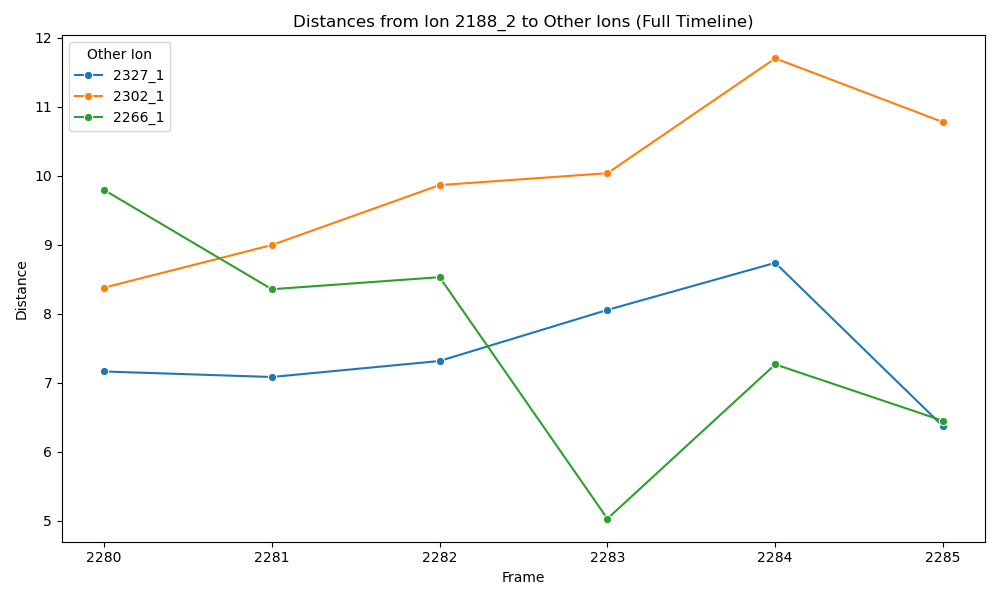 Distances from Ion 2188_2 to Other Ions (Full Timeline)
Other Ion
2327_1
2302_1
2266_1
12
11
10
9
8
7
6
5
Distance
2280 2281 2282 2283 2284 2285
Frame